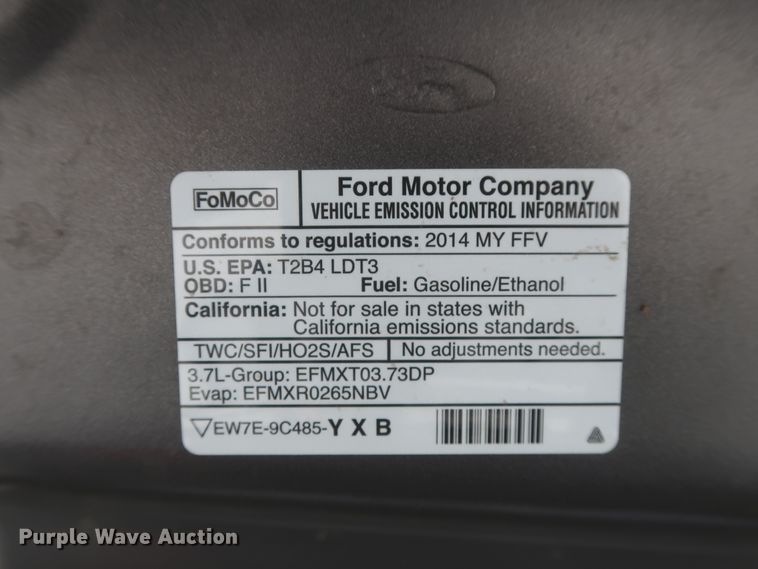 FoMoCo
Ford Motor Company
VEHICLE EMISSION CONTROL INFORMATION
Conforms to regulations: 2014 MY FFV
U.S. EPA: T2B4 LDT3
OBD: F II Fuel: Gasoline/Ethanol
California: Not for sale in states with
California emissions standards.
TWC/SFI/HO2S/AFS No adjustments needed.
3.7L-Group: EFMXT03.73DP
Evap: EFMXR0265NBV
▽EW7E-9C485-Y X B
Purple Wave Auction